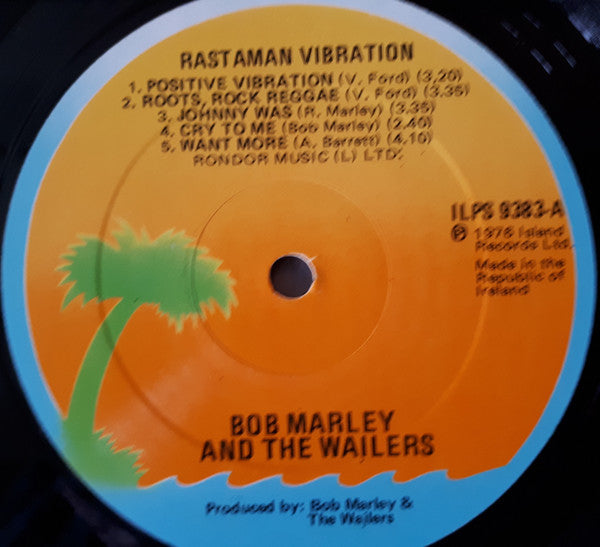 RASTAMAN VIBRATION
1. POSITIVE VIBRATION (V. Ford) (3,20)
2. ROOTS, ROCK REGGAE (V. Ford) (3.35)
3. JOHNNY WAS (R. Marley) (3.35)
4. CRY TO ME (Bob Marley) (2.40)
5. WANT MORE (A. Barrett) (4,10)
RONDOR MUSIC (L) LTD.
ILPS 9383-A
℗ 1976 Island
Records Ltd.
Made in the
Republic of
Ireland
BOB MARLEY
AND THE WAILERS
Produced by: Bob Marley &
The Wailers